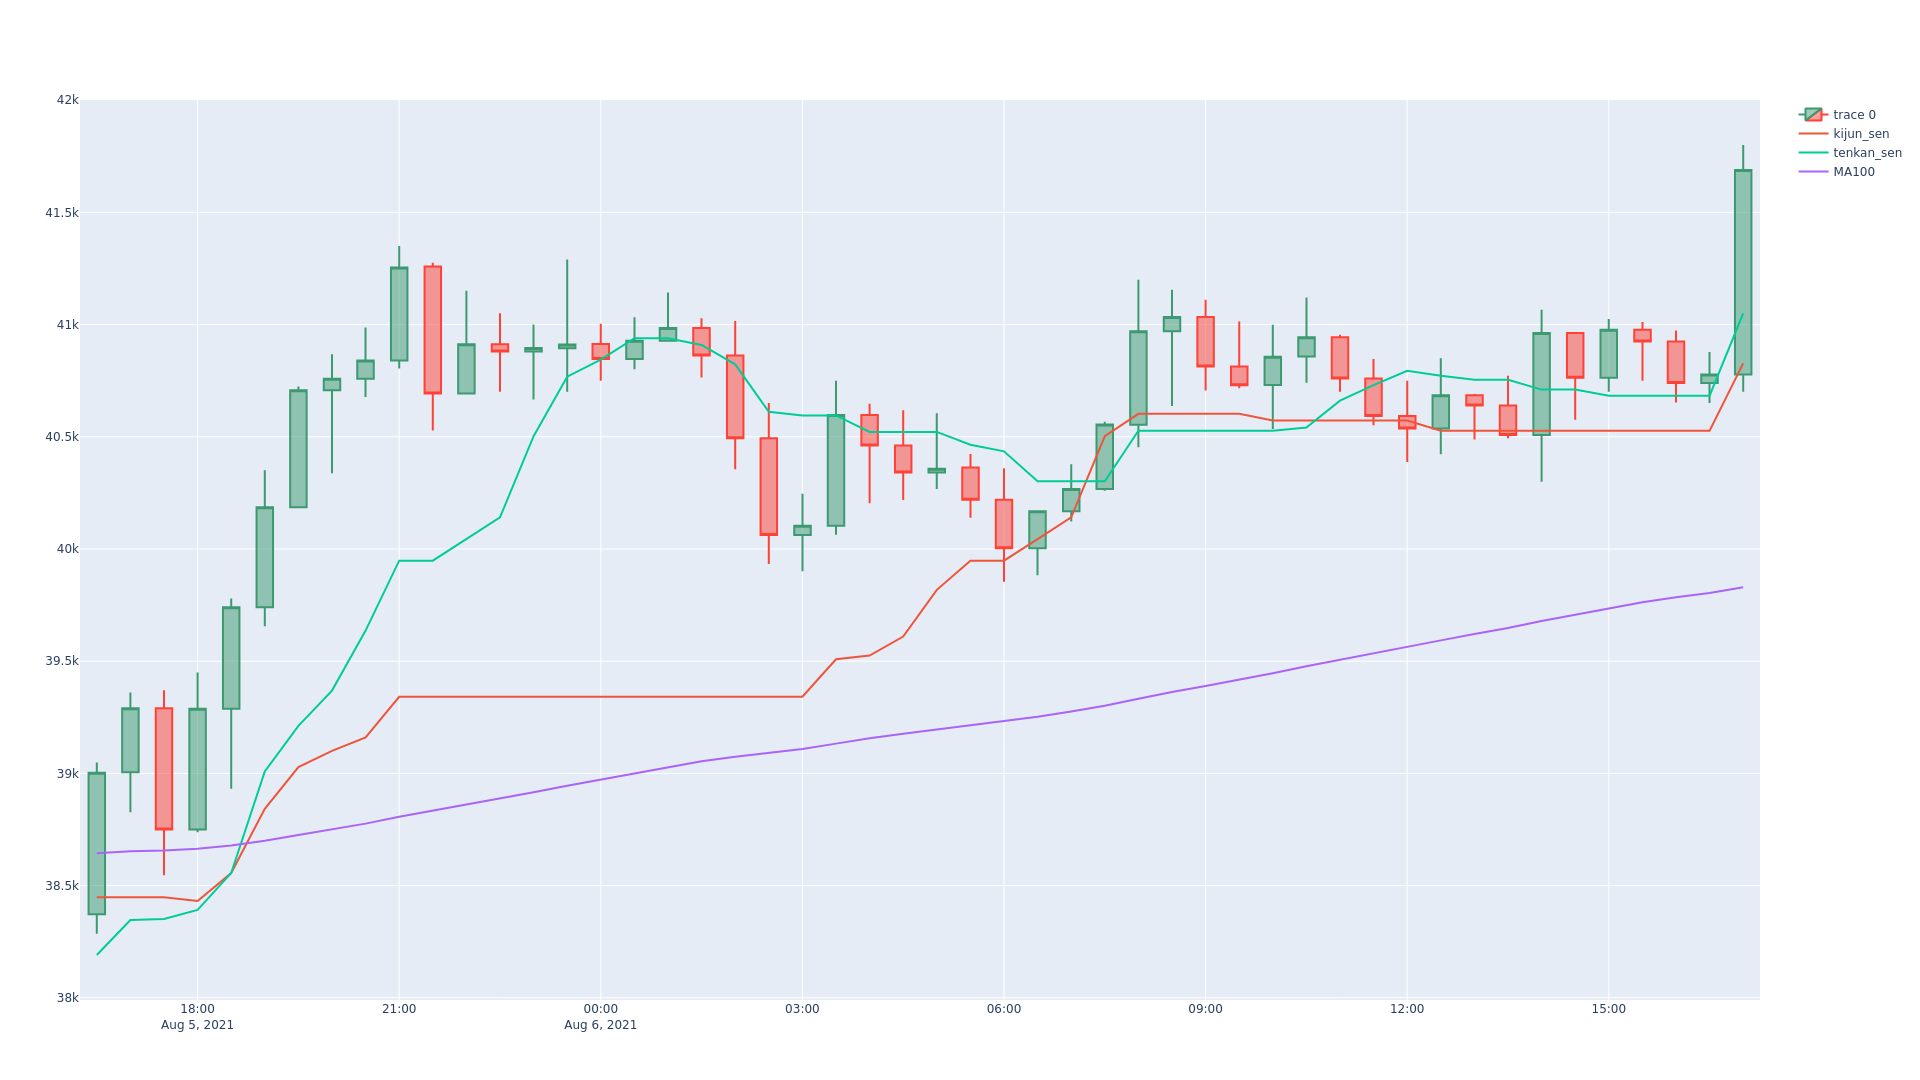 42k
41.5k
41k
40.5k
40k
39.5k
39k
38.5k
38k
18:00 21:00 00:00 03:00 06:00 09:00 12:00 15:00
Aug 5, 2021 Aug 6, 2021
trace 0
kijun_sen
tenkan_sen
MA100